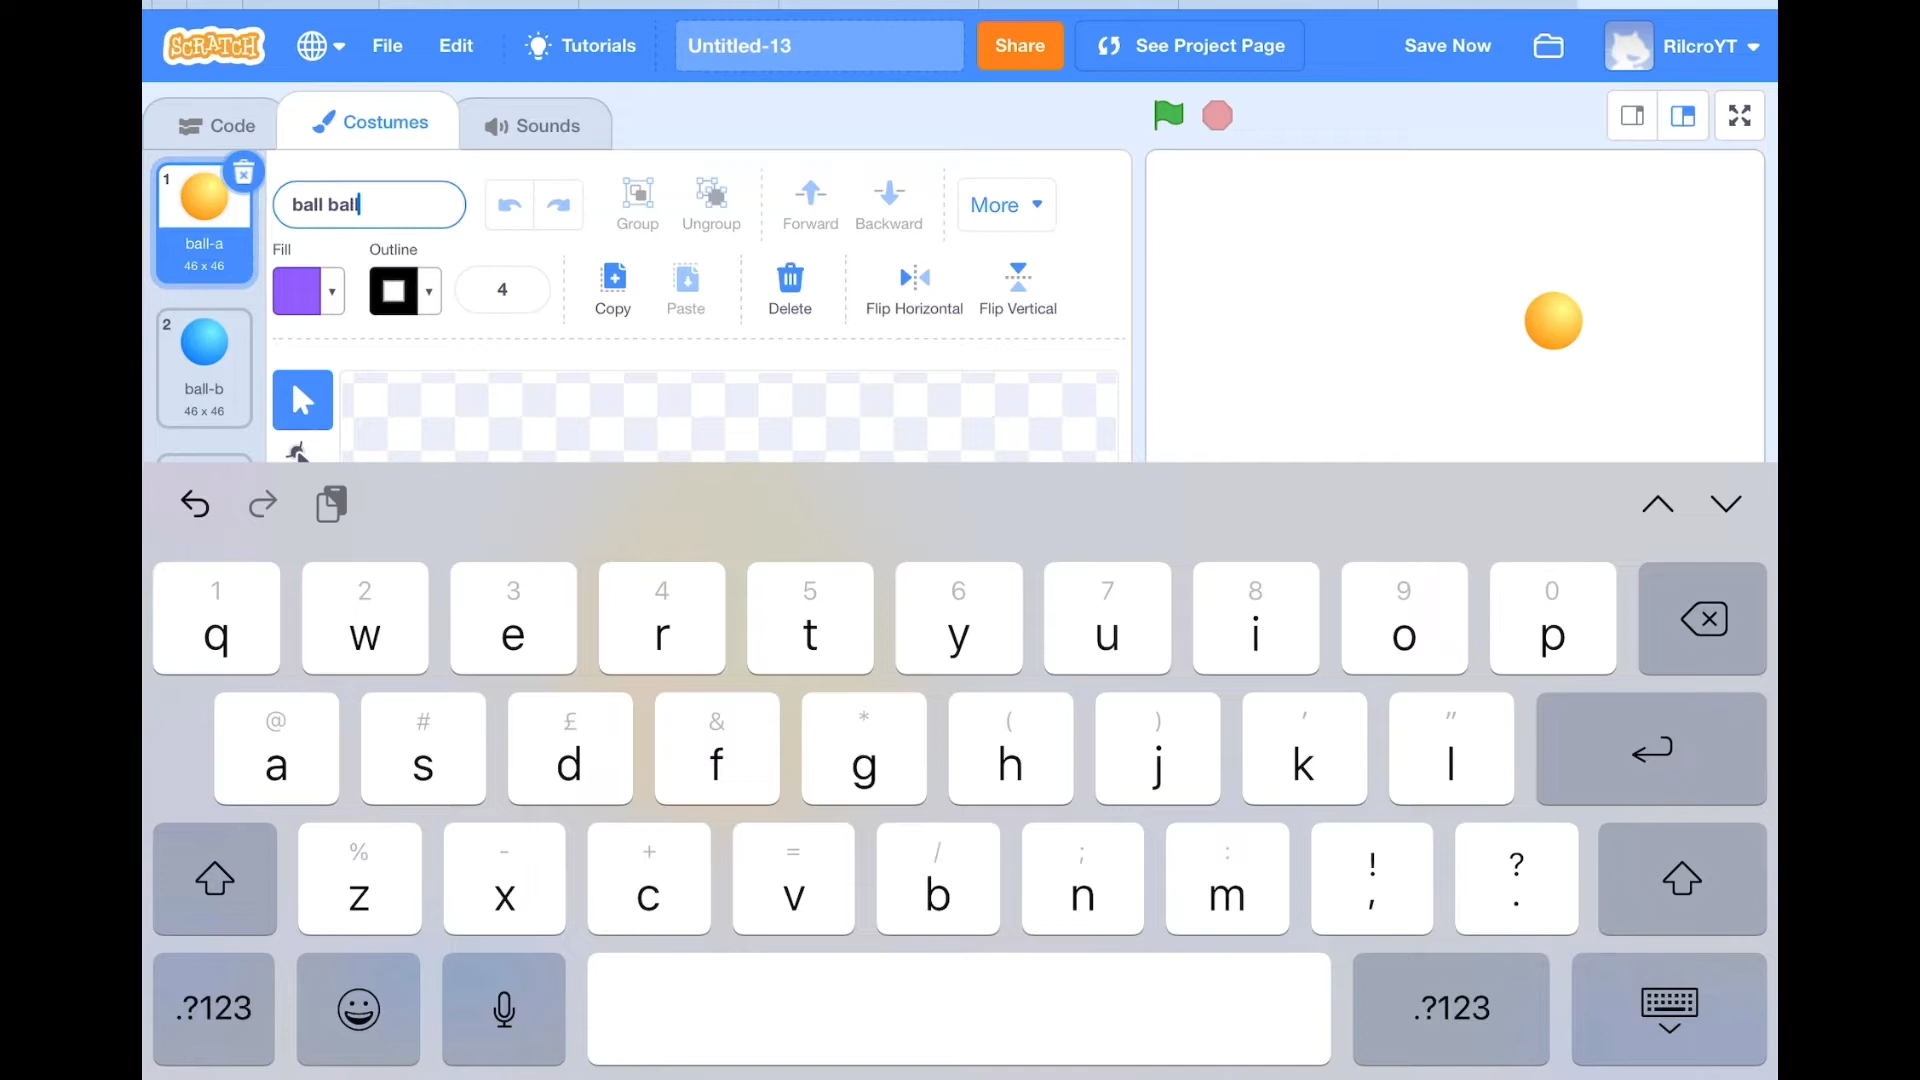 SCRATCH File Edit Tutorials Untitled-13 Share See Project Page Save Now RilcroYT
Code Costumes Sounds
1
ball-a
46 x 46
2
ball-b
46 x 46
ball ball
Group Ungroup Forward Backward More
Fill Outline
4
Copy Paste Delete Flip Horizontal Flip Vertical
1 2 3 4 5 6 7 8 9 0
q w e r t y u i o p
@ # £ & * ( ) ' "
a s d f g h j k l
% - + = / ; : ! ?
z x c v b n m , .
.?123 .?123